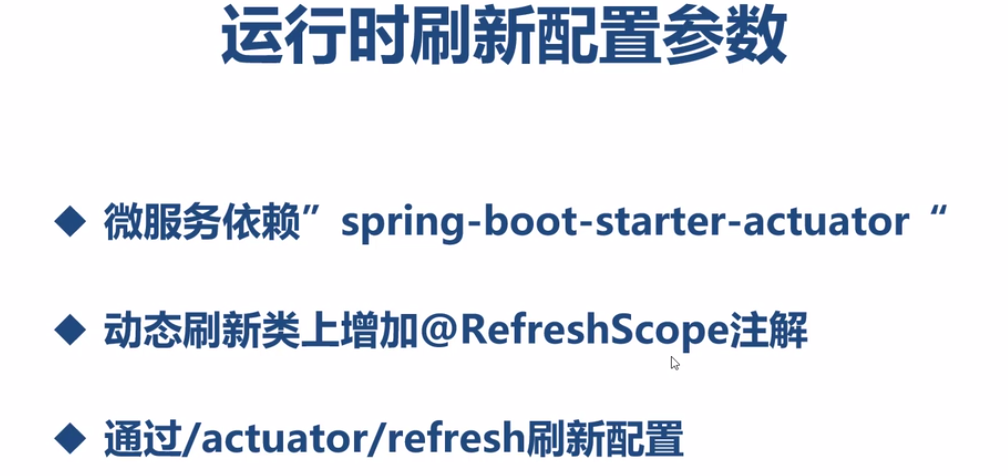 运行时刷新配置参数
◆ 微服务依赖”spring-boot-starter-actuator“
◆ 动态刷新类上增加@RefreshScope注解
◆ 通过/actuator/refresh刷新配置